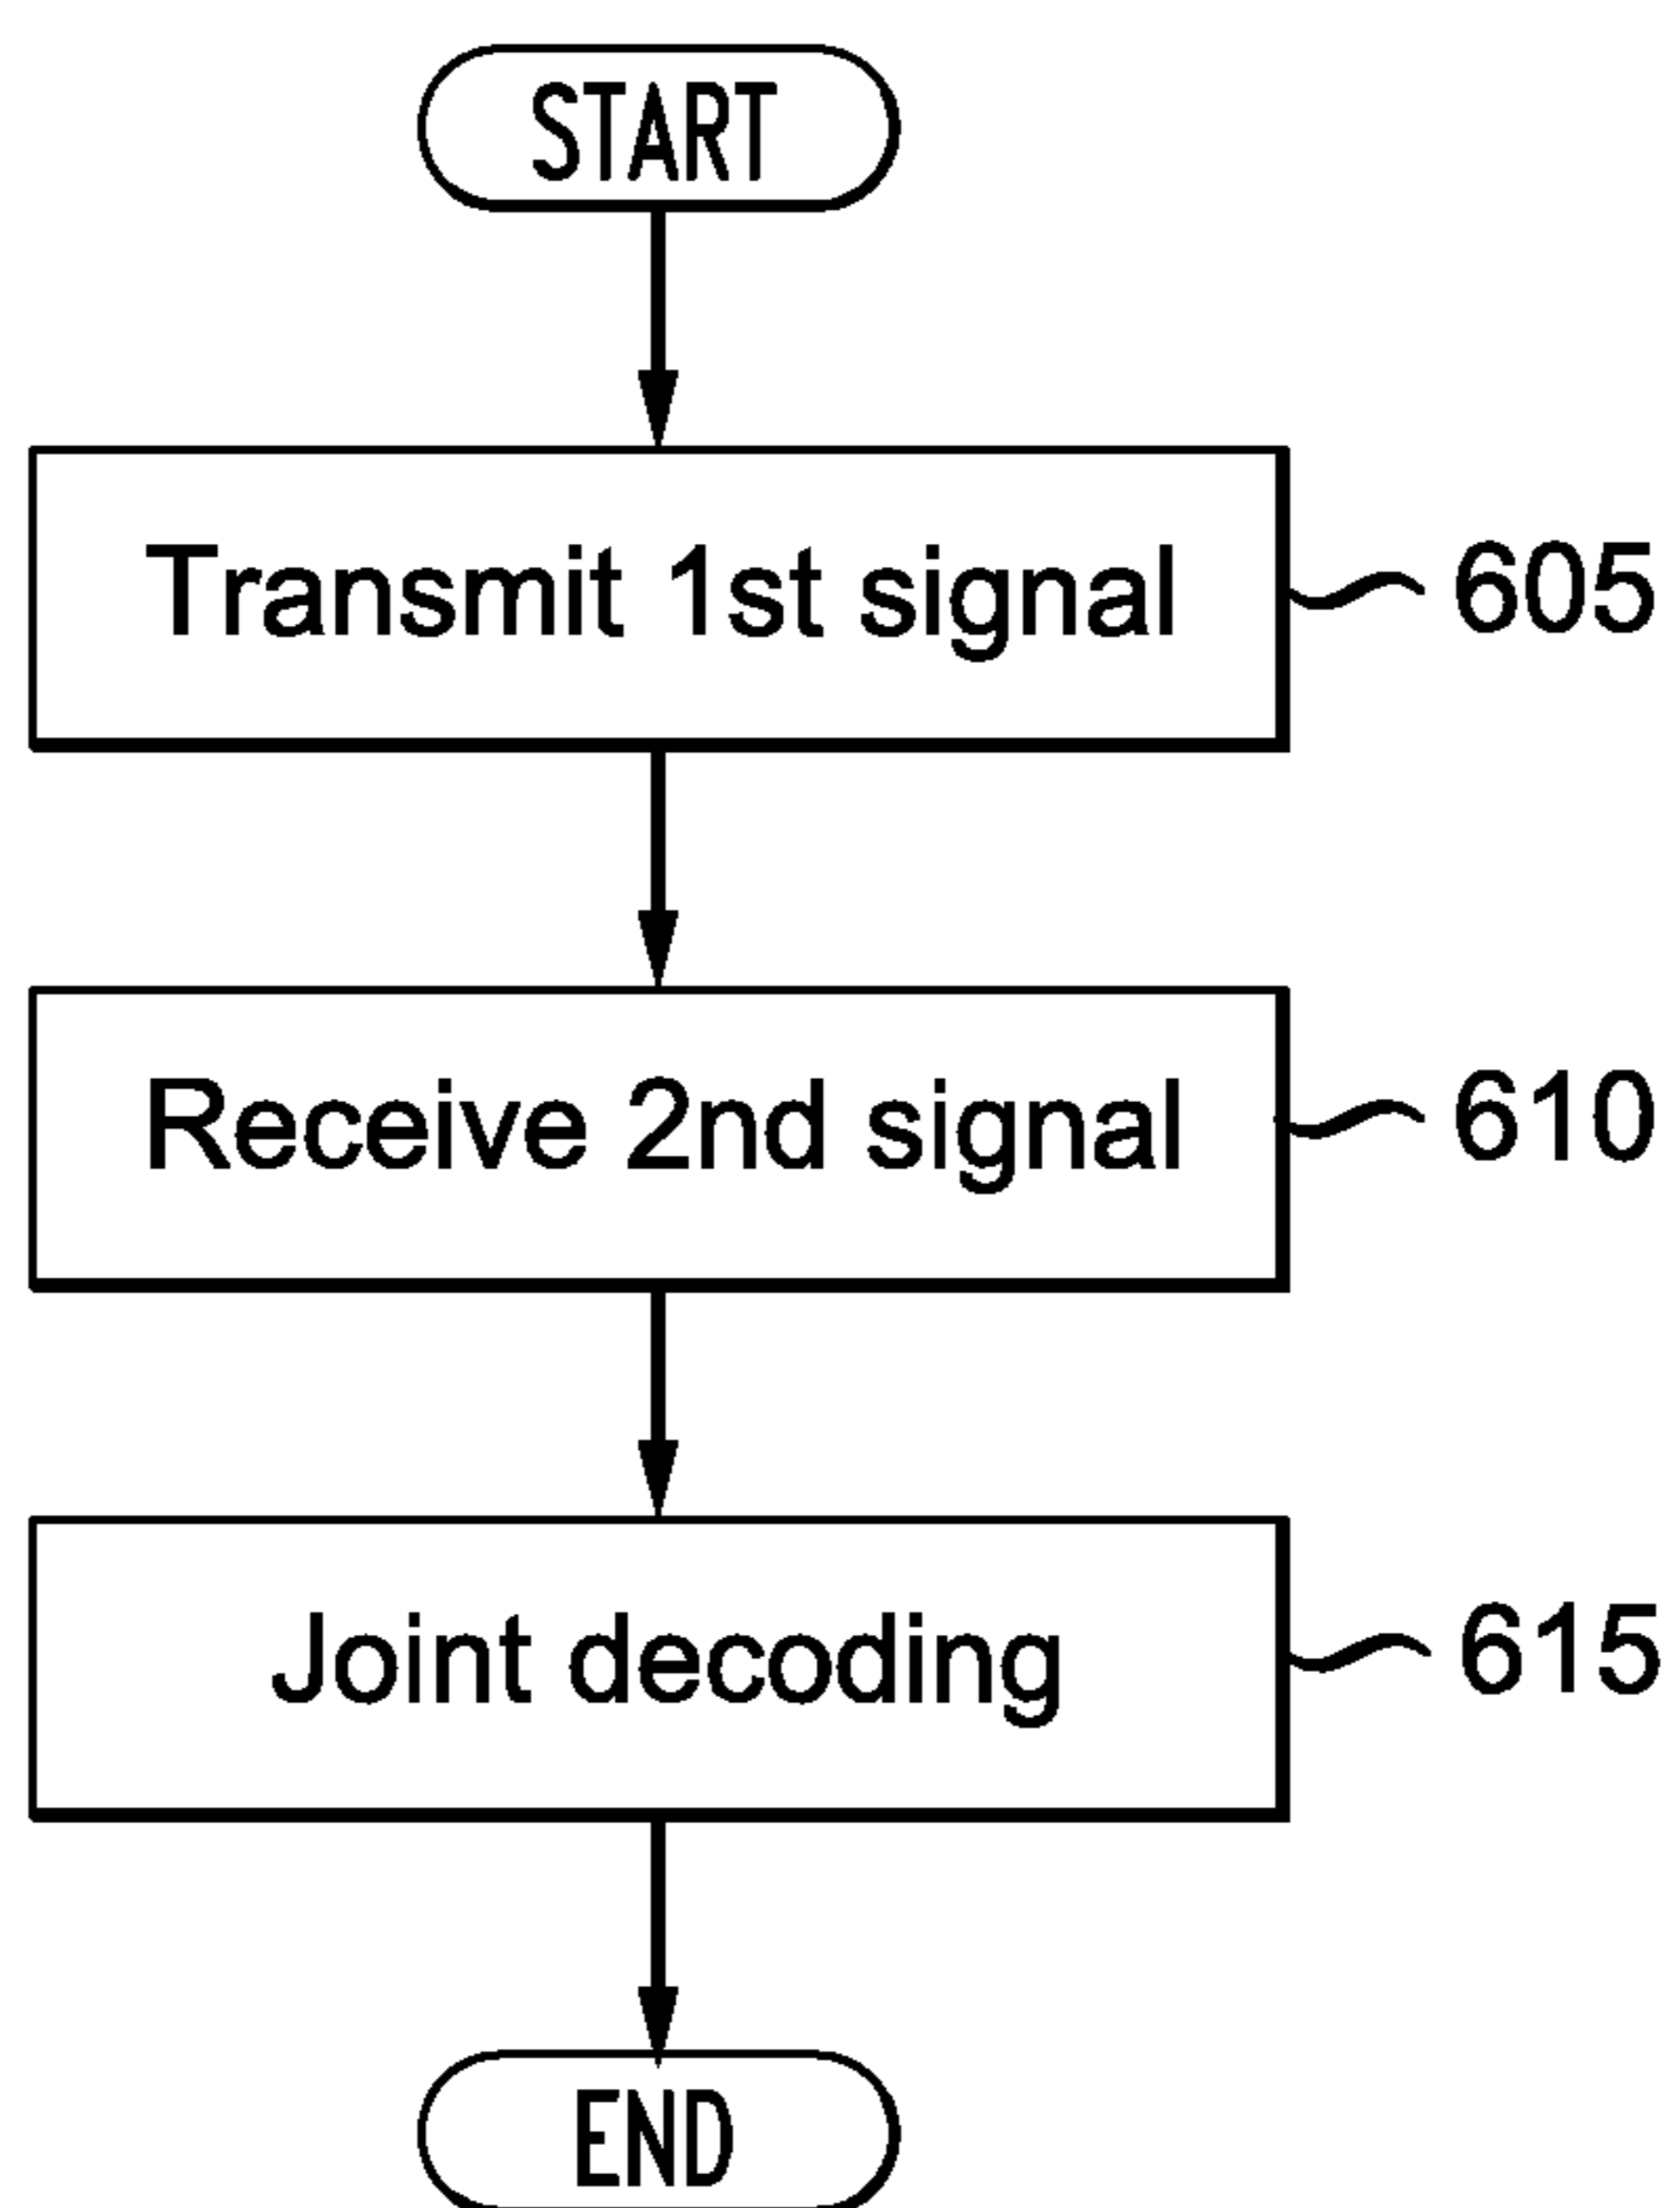 START
Transmit 1st signal 605
Receive 2nd signal 610
Joint decoding 615
END